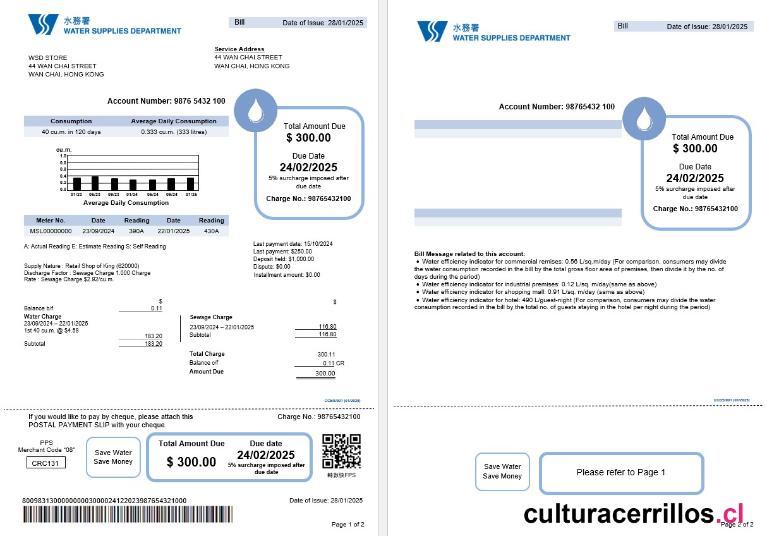 水務署
WATER SUPPLIES DEPARTMENT
Bill Date of Issue: 28/01/2025
WSD STORE
44 WAN CHAI STREET
WAN CHAI, HONG KONG
Service Address
44 WAN CHAI STREET
WAN CHAI, HONG KONG
Account Number: 9876 5432 100
Consumption Average Daily Consumption
40 cu.m. in 120 days 0.333 cu.m. (333 litres)
cu.m.
Average Daily Consumption
Total Amount Due
$ 300.00
Due Date
24/02/2025
5% surcharge imposed after
due date
Charge No.: 98765432100
Meter No. Date Reading Date Reading
MSL00000000 23/09/2024 390A 22/01/2025 430A
A: Actual Reading E: Estimate Reading S: Self Reading
Last payment date: 15/10/2024
Last payment: $250.00
Deposit held: $1,000.00
Dispute: $0.00
Installment amount: $0.00
Supply Nature : Retail Shop of King (620000)
Discharge Factor : Sewage Charge 1.000 Charge
Rate : Sewage Charge $2.92/cu.m.
$
Balance b/f 0.11
Water Charge
23/09/2024 – 22/01/2025
1st 40 cu.m. @ $4.58
183.20
Subtotal 183.20
$
Sewage Charge
23/09/2024 – 22/01/2025 116.80
Subtotal 116.80
Total Charge 300.11
Balance c/f 0.11 CR
Amount Due 300.00
If you would like to pay by cheque, please attach this
POSTAL PAYMENT SLIP with your cheque
Charge No.: 98765432100
PPS
Merchant Code "08"
CRC131
Save Water
Save Money
Total Amount Due
$ 300.00
Due date
24/02/2025
5% surcharge imposed after
due date
轉數快FPS
Date of Issue: 28/01/2025
Page 1 of 2
水務署
WATER SUPPLIES DEPARTMENT
Bill Date of Issue: 28/01/2025
Account Number: 98765432 100
Total Amount Due
$ 300.00
Due Date
24/02/2025
5% surcharge imposed after
due date
Charge No.: 98765432100
Bill Message related to this account:
• Water efficiency indicator for commercial remises: 0.56 L/sq.m/day (For comparison, consumers may divide
the water consumption recorded in the bill by the total gross floor area of premises, then divide it by the no. of
days during the period)
• Water efficiency indicator for industrial premises: 0.12 L/sq. m/day(same as above)
• Water efficiency indicator for shopping mall: 0.91 L/sq. m/day (same as above)
• Water efficiency indicator for hotel: 490 L/guest-night (For comparison, consumers may divide the water
consumption recorded in the bill by the total no. of guests staying in the hotel per night during the period)
Save Water
Save Money
Please refer to Page 1
culturacerrillos.cl
Page 2 of 2